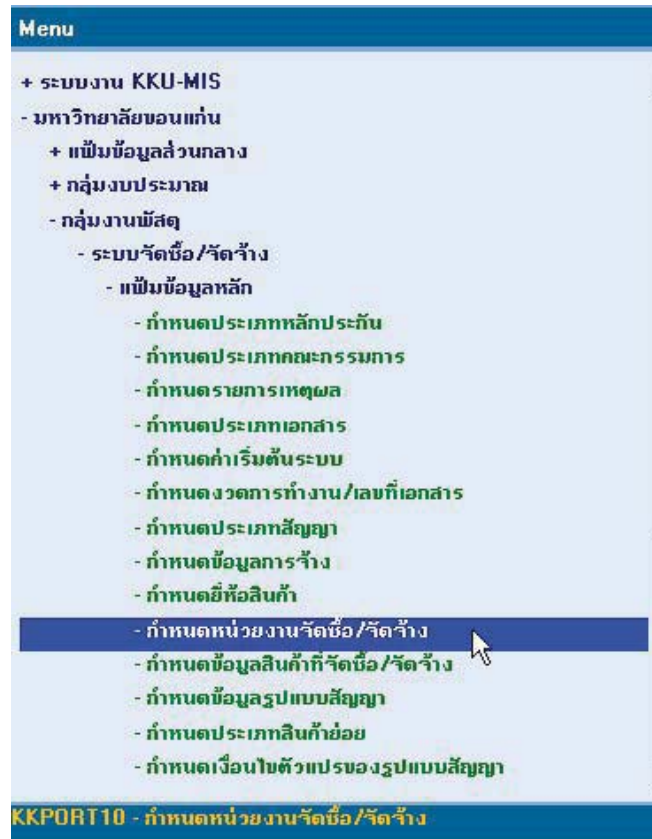 Menu
+ ระบบงาน KKU-MIS
- มหาวิทยาลัยขอนแก่น
+ แฟ้มข้อมูลส่วนกลาง
+ กลุ่มงบประมาณ
- กลุ่มงานพัสดุ
- ระบบจัดซื้อ/จัดจ้าง
- แฟ้มข้อมูลหลัก
- กำหนดประเภทหลักประกัน
- กำหนดประเภทคณะกรรมการ
- กำหนดรายการเหตุผล
- กำหนดประเภทเอกสาร
- กำหนดค่าเริ่มต้นระบบ
- กำหนดงวดการทำงาน/เลขที่เอกสาร
- กำหนดประเภทสัญญา
- กำหนดข้อมูลการจ้าง
- กำหนดยี่ห้อสินค้า
- กำหนดหน่วยงานจัดซื้อ/จัดจ้าง
- กำหนดข้อมูลสินค้าที่จัดซื้อ/จัดจ้าง
- กำหนดข้อมูลรูปแบบสัญญา
- กำหนดประเภทสินค้าย่อย
- กำหนดเงื่อนไขตัวแปรของรูปแบบสัญญา
KKPORT10 - กำหนดหน่วยงานจัดซื้อ/จัดจ้าง